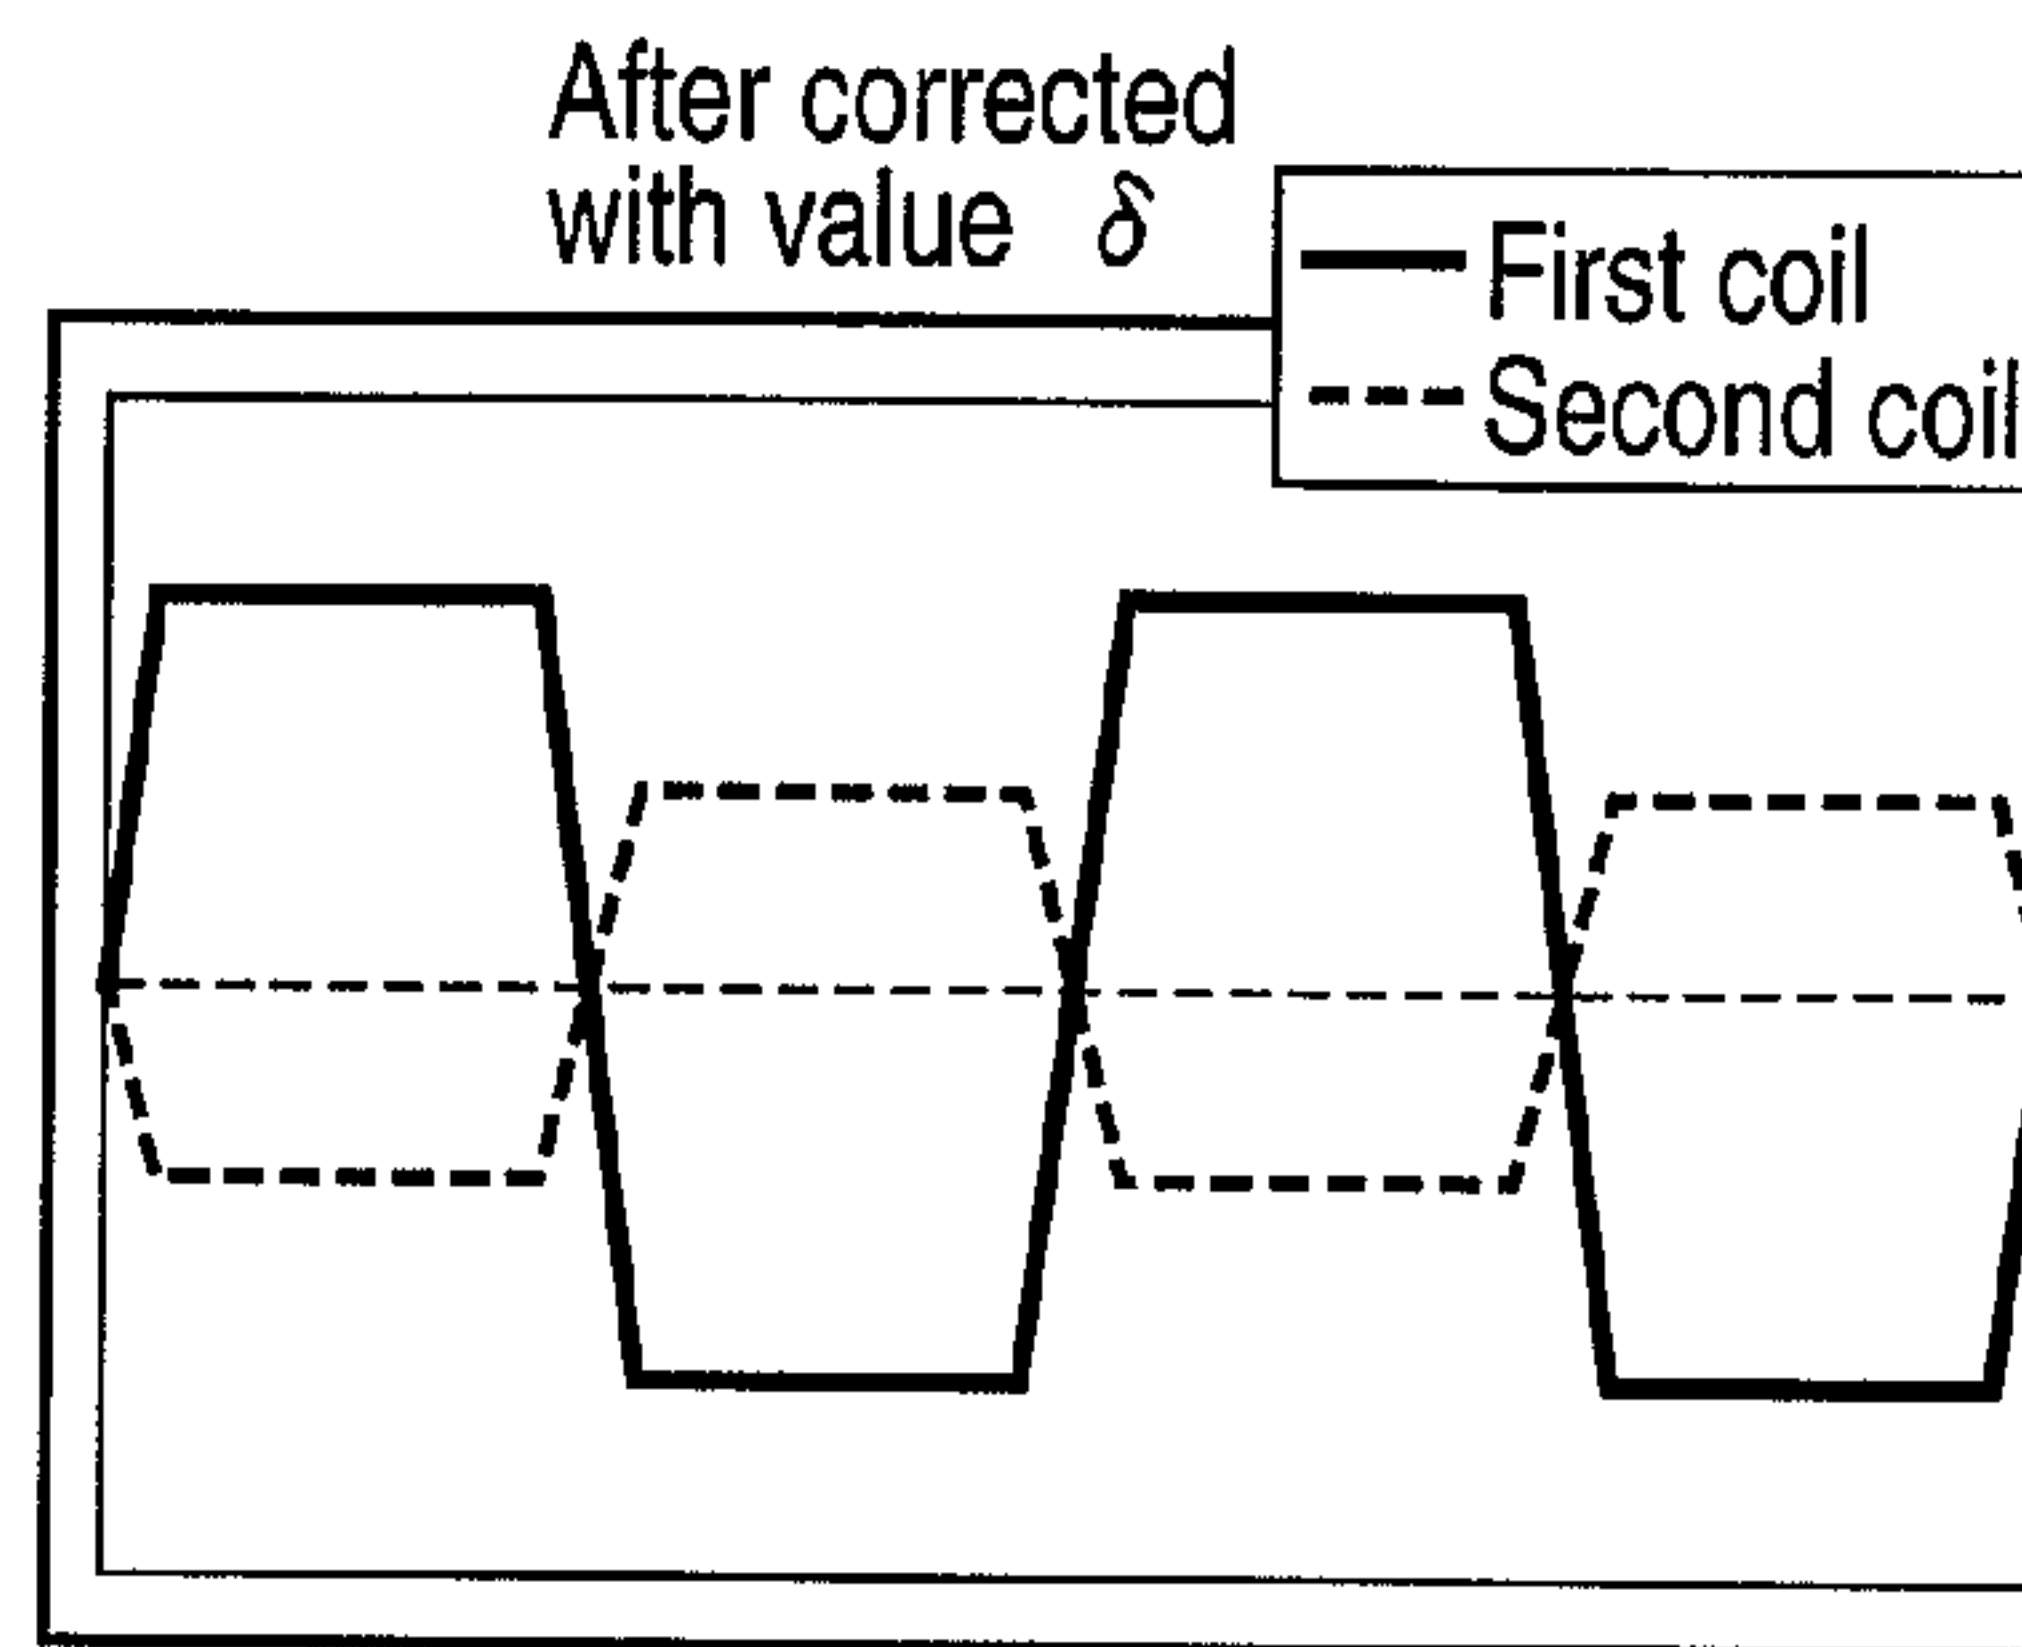 After corrected
with value δ
First coil
Second coil